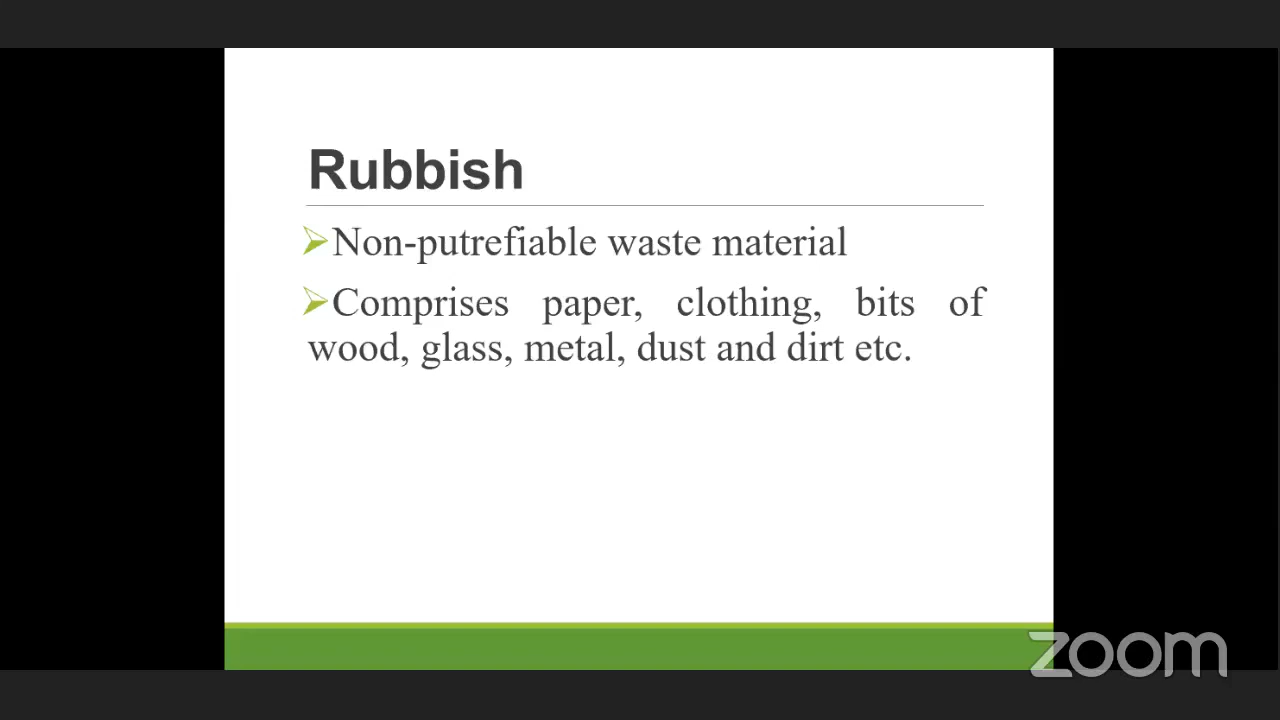 Rubbish
Non-putrefiable waste material
Comprises paper, clothing, bits of
wood, glass, metal, dust and dirt etc.
zoom